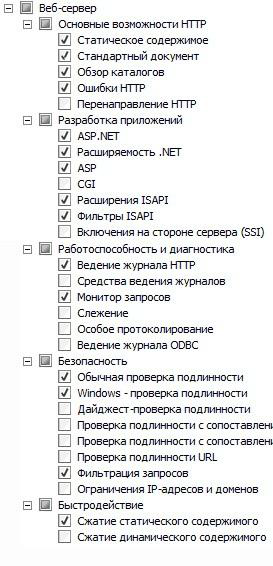 Веб-сервер
Основные возможности HTTP
Статическое содержимое
Стандартный документ
Обзор каталогов
Ошибки HTTP
Перенаправление HTTP
Разработка приложений
ASP.NET
Расширяемость .NET
ASP
CGI
Расширения ISAPI
Фильтры ISAPI
Включения на стороне сервера (SSI)
Работоспособность и диагностика
Ведение журнала HTTP
Средства ведения журналов
Монитор запросов
Слежение
Особое протоколирование
Ведение журнала ODBC
Безопасность
Обычная проверка подлинности
Windows - проверка подлинности
Дайджест-проверка подлинности
Проверка подлинности с сопоставлени
Проверка подлинности с сопоставлени
Проверка подлинности URL
Фильтрация запросов
Ограничения IP-адресов и доменов
Быстродействие
Сжатие статического содержимого
Сжатие динамического содержимого